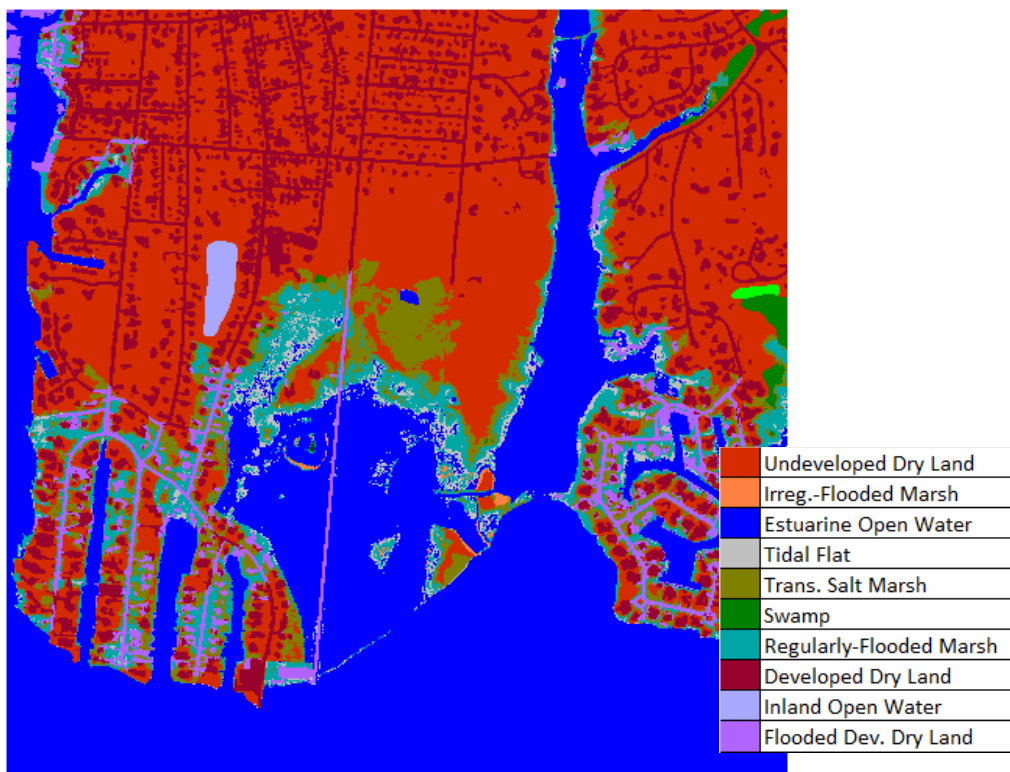 Undeveloped Dry Land
Irreg.-Flooded Marsh
Estuarine Open Water
Tidal Flat
Trans. Salt Marsh
Swamp
Regularly-Flooded Marsh
Developed Dry Land
Inland Open Water
Flooded Dev. Dry Land